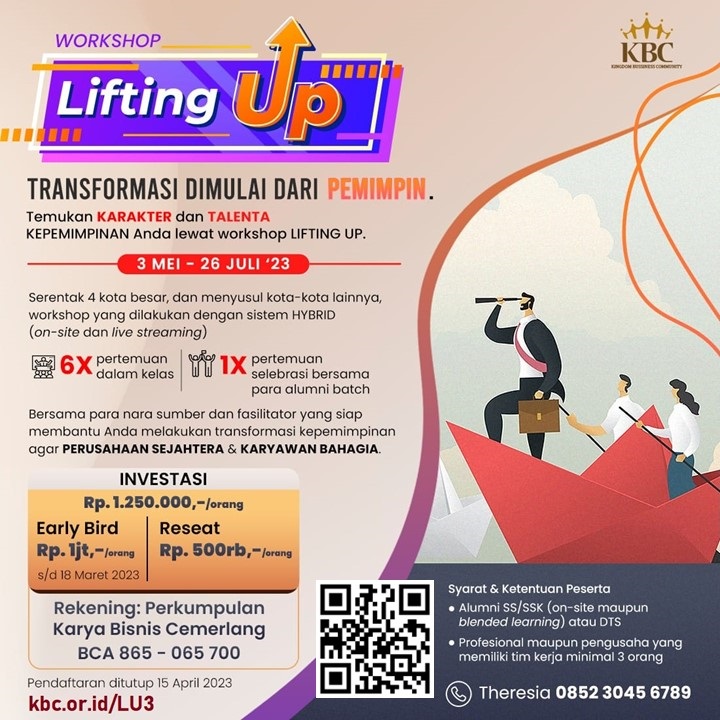 WORKSHOP
Lifting Up
KBC
KINGDOM BUSINESS COMMUNITY
TRANSFORMASI DIMULAI DARI PEMIMPIN.
Temukan KARAKTER dan TALENTA
KEPEMIMPINAN Anda lewat workshop LIFTING UP.
3 MEI - 26 JULI '23
Serentak 4 kota besar, dan menyusul kota-kota lainnya,
workshop yang dilakukan dengan sistem HYBRID
(on-site dan live streaming)
6X pertemuan
dalam kelas
1X pertemuan
selebrasi bersama
para alumni batch
Bersama para nara sumber dan fasilitator yang siap
membantu Anda melakukan transformasi kepemimpinan
agar PERUSAHAAN SEJAHTERA & KARYAWAN BAHAGIA.
INVESTASI
Rp. 1.250.000,-/orang
Early Bird
Rp. 1jt,-/orang
s/d 18 Maret 2023
Reseat
Rp. 500rb,-/orang
Rekening: Perkumpulan
Karya Bisnis Cemerlang
BCA 865 - 065 700
Pendaftaran ditutup 15 April 2023
kbc.or.id/LU3
Syarat & Ketentuan Peserta
• Alumni SS/SSK (on-site maupun
blended learning) atau DTS
• Profesional maupun pengusaha yang
memiliki tim kerja minimal 3 orang
Theresia 0852 3045 6789